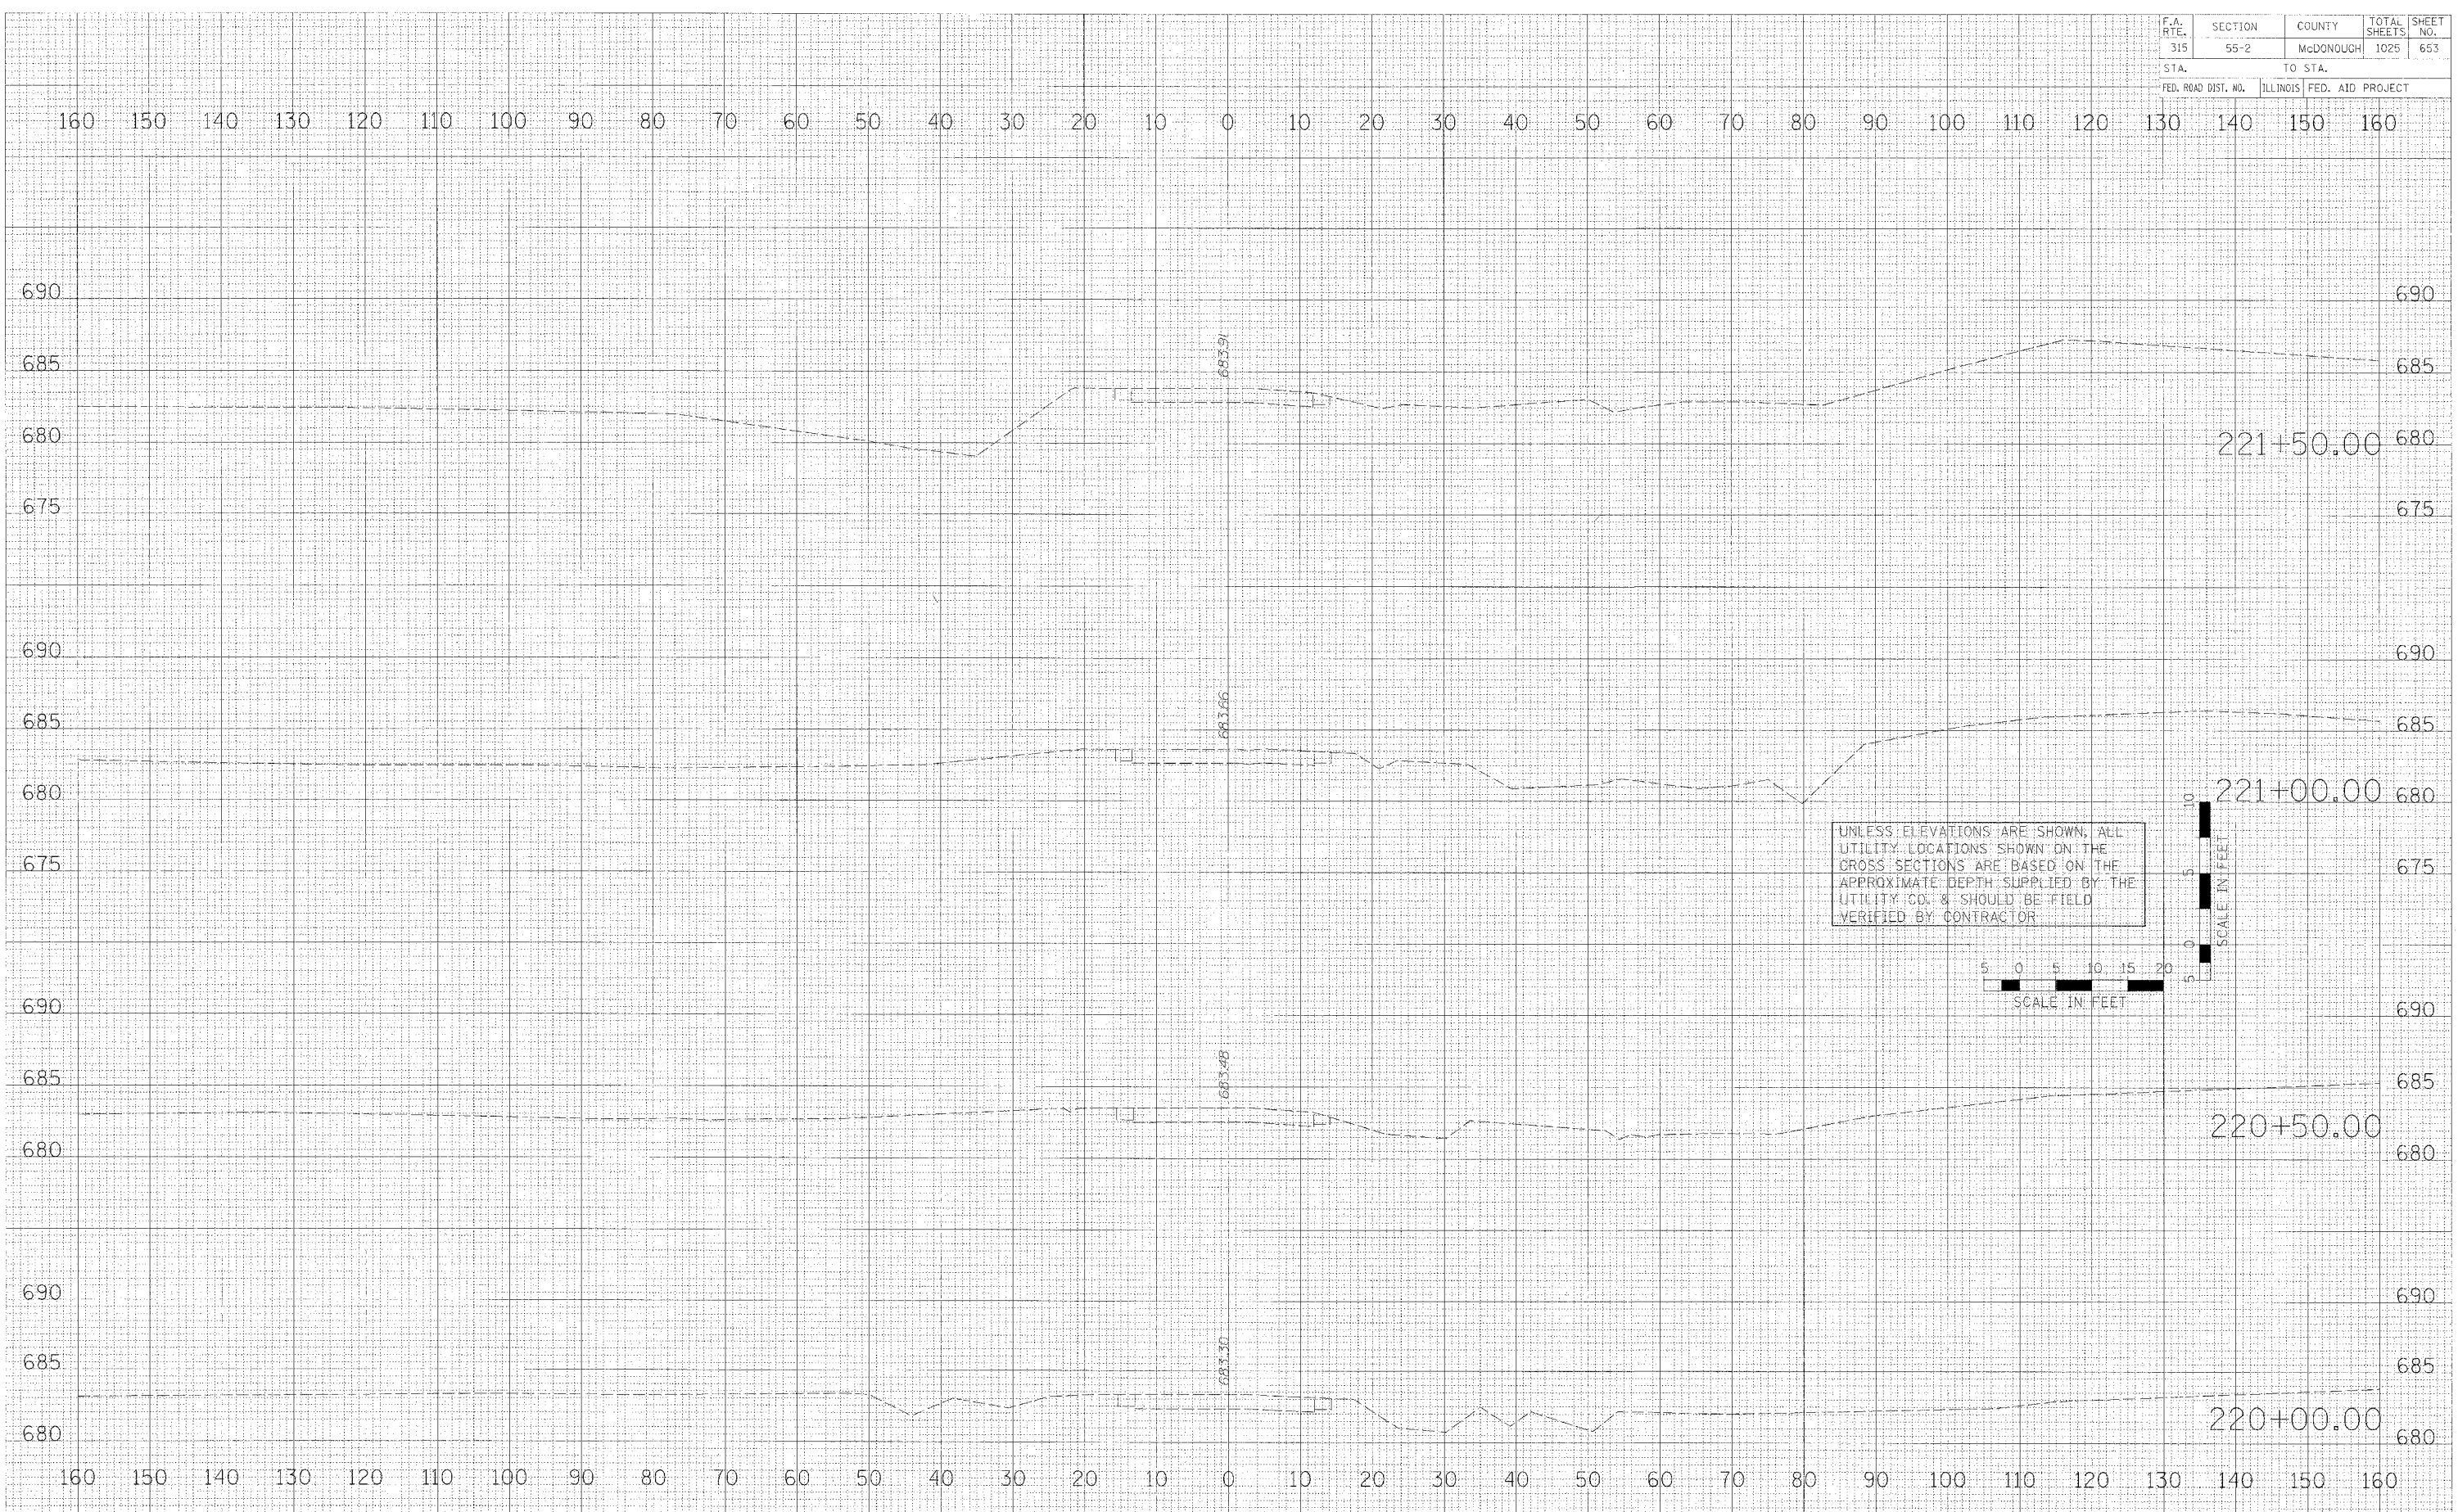 F.A. RTE. SECTION COUNTY TOTAL SHEETS SHEET NO.
315 55-2 McDONOUGH 1025 653
STA. TO STA.
FED. ROAD DIST. NO. ILLINOIS FED. AID PROJECT
160 150 140 130 120 110 100 90 80 70 60 50 40 30 20 10 0 10 20 30 40 50 60 70 80 90 100 110 120 130 140 150 160
690 690
683.91
685 685
680 221+50.00 680
675 675
690 690
683.66
685 685
680 221+00.00 680
675 675
UNLESS ELEVATIONS ARE SHOWN, ALL
UTILITY LOCATIONS SHOWN ON THE
CROSS SECTIONS ARE BASED ON THE
APPROXIMATE DEPTH SUPPLIED BY THE
UTILITY CO. & SHOULD BE FIELD
VERIFIED BY CONTRACTOR
10 5 0 5
SCALE IN FEET
5 0 5 10 15 20
SCALE IN FEET
690 690
683.48
685 685
220+50.00
680 680
690 690
683.30
685 685
220+00.00
680 680
160 150 140 130 120 110 100 90 80 70 60 50 40 30 20 10 0 10 20 30 40 50 60 70 80 90 100 110 120 130 140 150 160